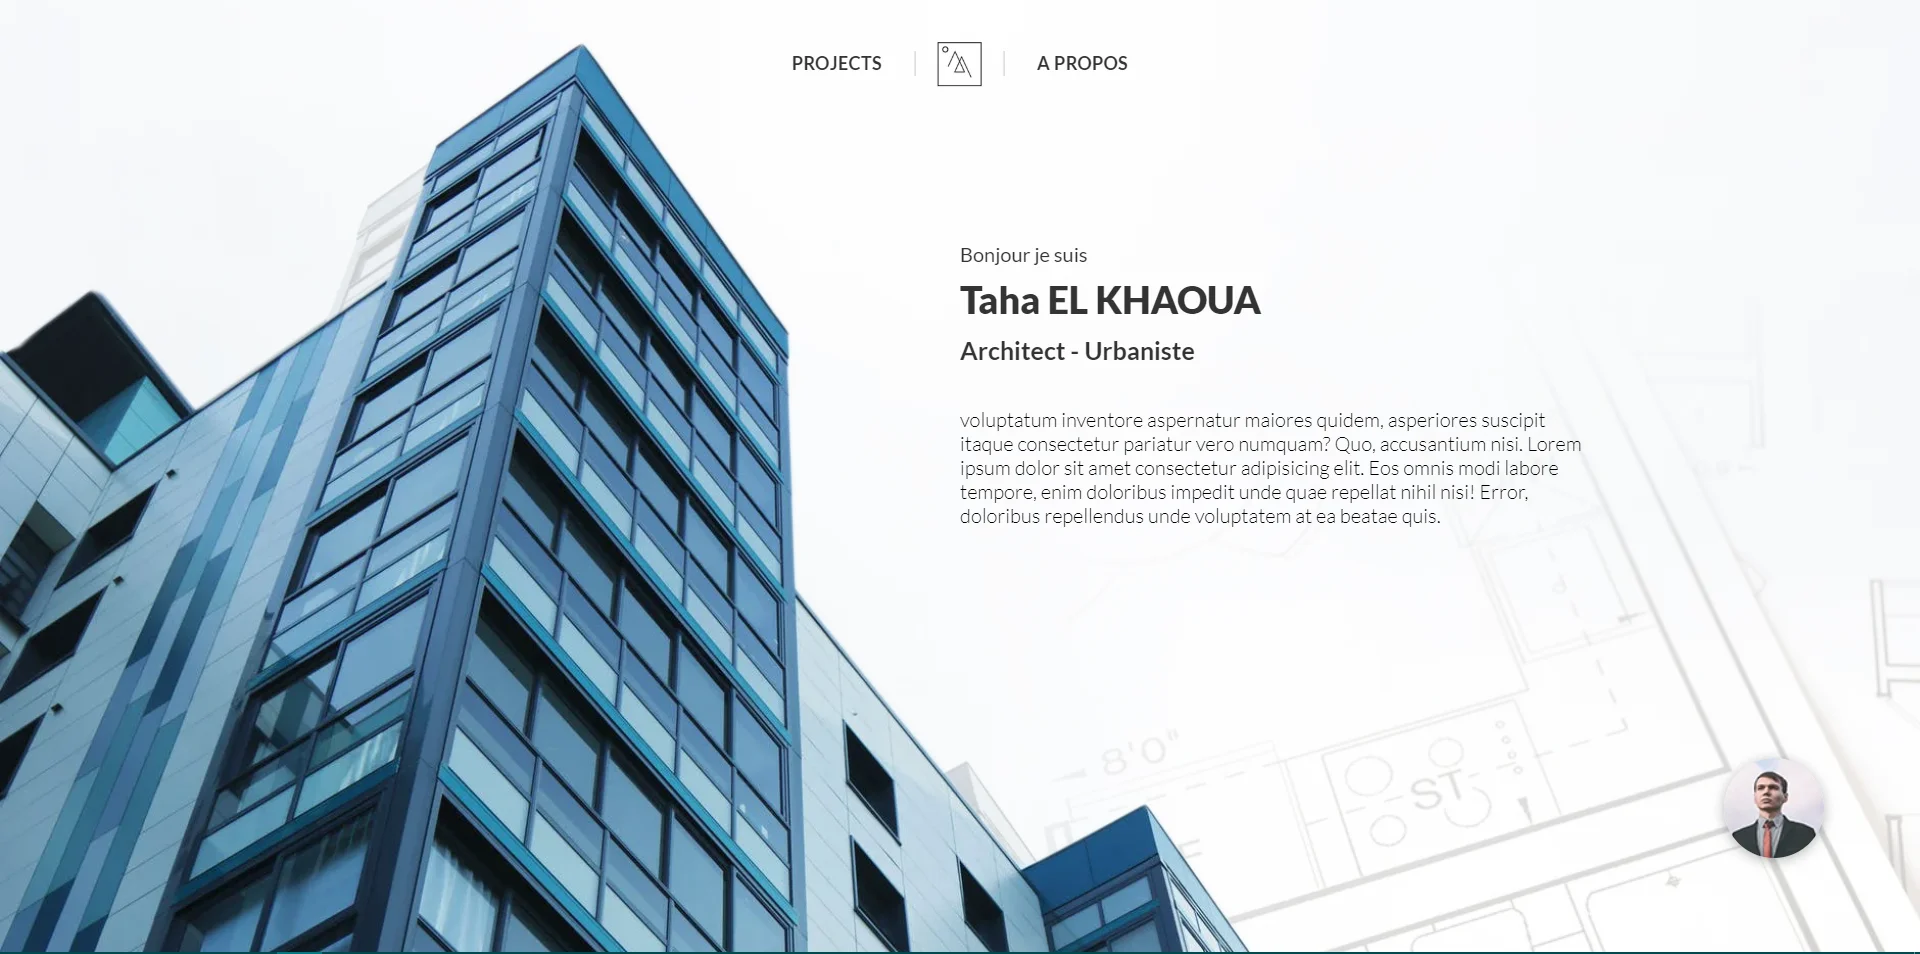 PROJECTS
A PROPOS
Bonjour je suis
Taha EL KHAOUA
Architect - Urbaniste
voluptatum inventore aspernatur maiores quidem, asperiores suscipit
itaque consectetur pariatur vero numquam? Quo, accusantium nisi. Lorem
ipsum dolor sit amet consectetur adipisicing elit. Eos omnis modi labore
tempore, enim doloribus impedit unde quae repellat nihil nisi! Error,
doloribus repellendus unde voluptatem at ea beatae quis.
8'0"
ST